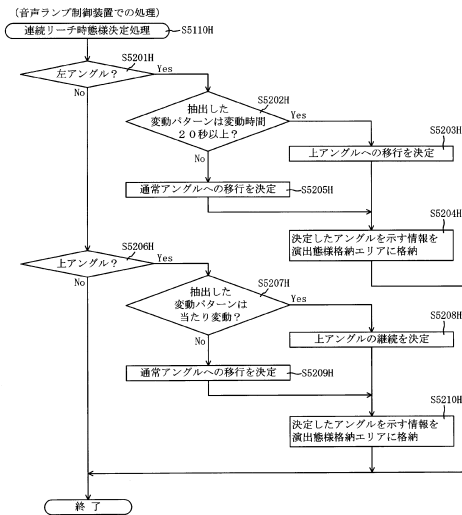 (音声ランプ制御装置での処理)
連続リーチ時態様決定処理
S5110H
S5201H
左アングル?
Yes
No
S5202H
抽出した
変動パターンは変動時間
20秒以上?
Yes
No
S5203H
上アングルへの移行を決定
通常アングルへの移行を決定
S5205H
S5204H
決定したアングルを示す情報を
演出態様格納エリアに格納
S5206H
上アングル?
Yes
No
S5207H
抽出した
変動パターンは
当たり変動?
Yes
No
S5208H
上アングルの継続を決定
通常アングルへの移行を決定
S5209H
S5210H
決定したアングルを示す情報を
演出態様格納エリアに格納
終了